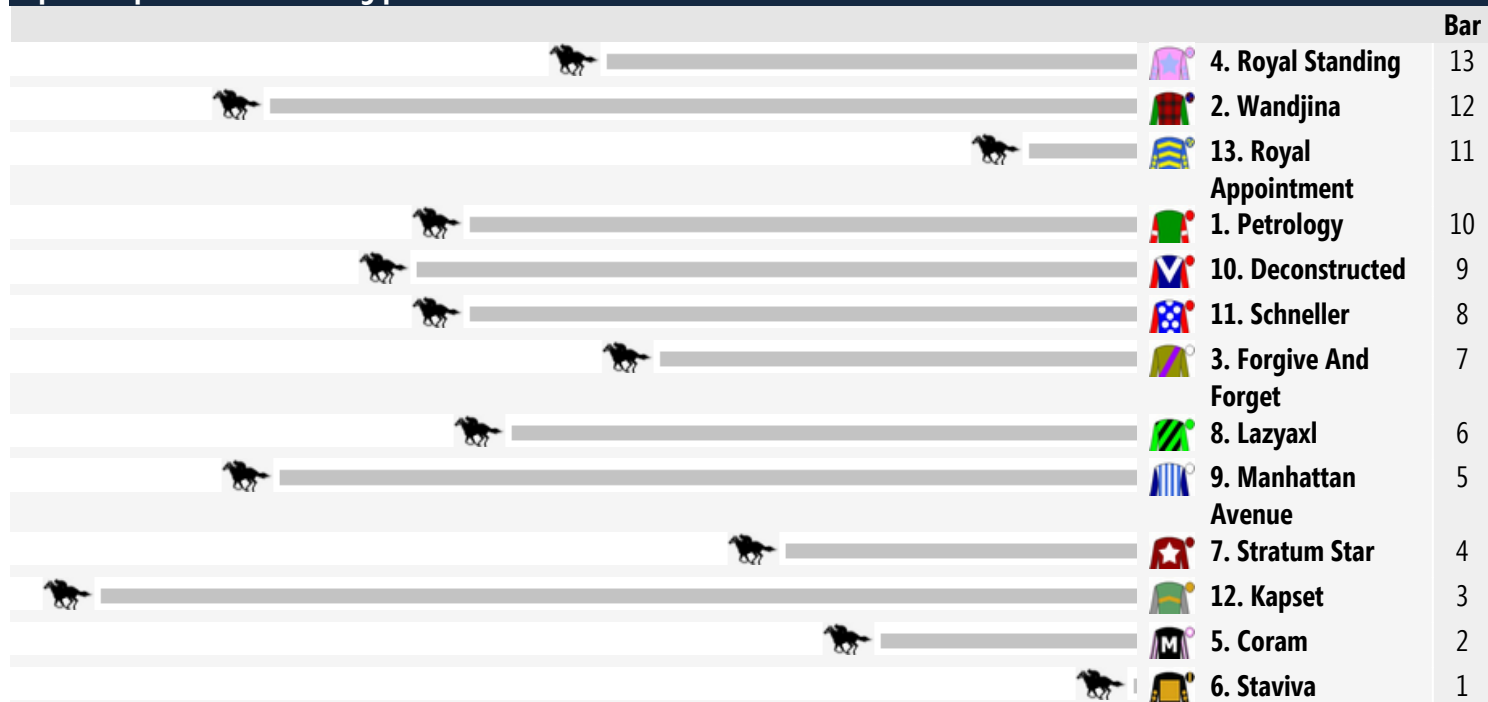 Bar
4. Royal Standing 13
2. Wandjina 12
13. Royal 11
Appointment
1. Petrology 10
10. Deconstructed 9
11. Schneller 8
3. Forgive And 7
Forget
8. Lazyaxl 6
9. Manhattan 5
Avenue
7. Stratum Star 4
12. Kapset 3
M 5. Coram 2
6. Staviva 1